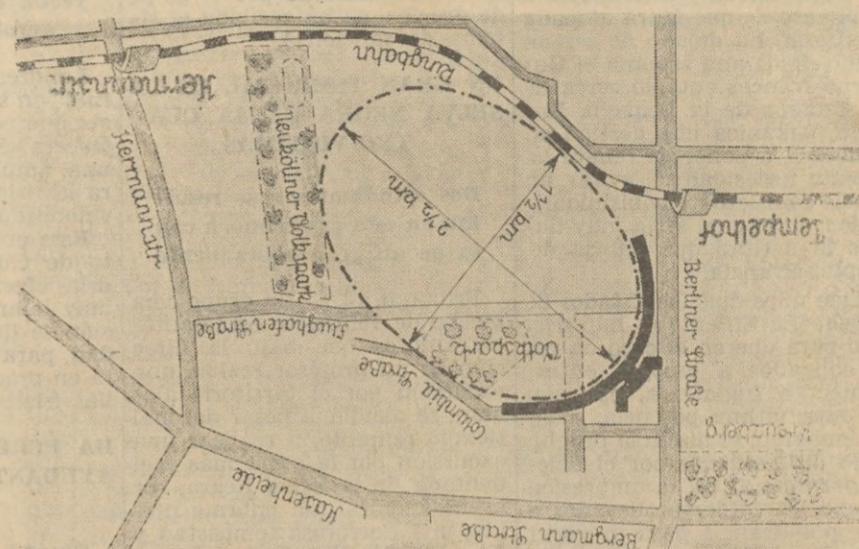 Bergmann Straße
Hasenheide
Kreuzberg
Columbia Straße
Berliner Straße
Volkspark
Flughafen Straße
Tempelhof
2½ km
1½ km
Neuköllner Volkspark
Hermannstr
Ringbahn
Hermannstr.